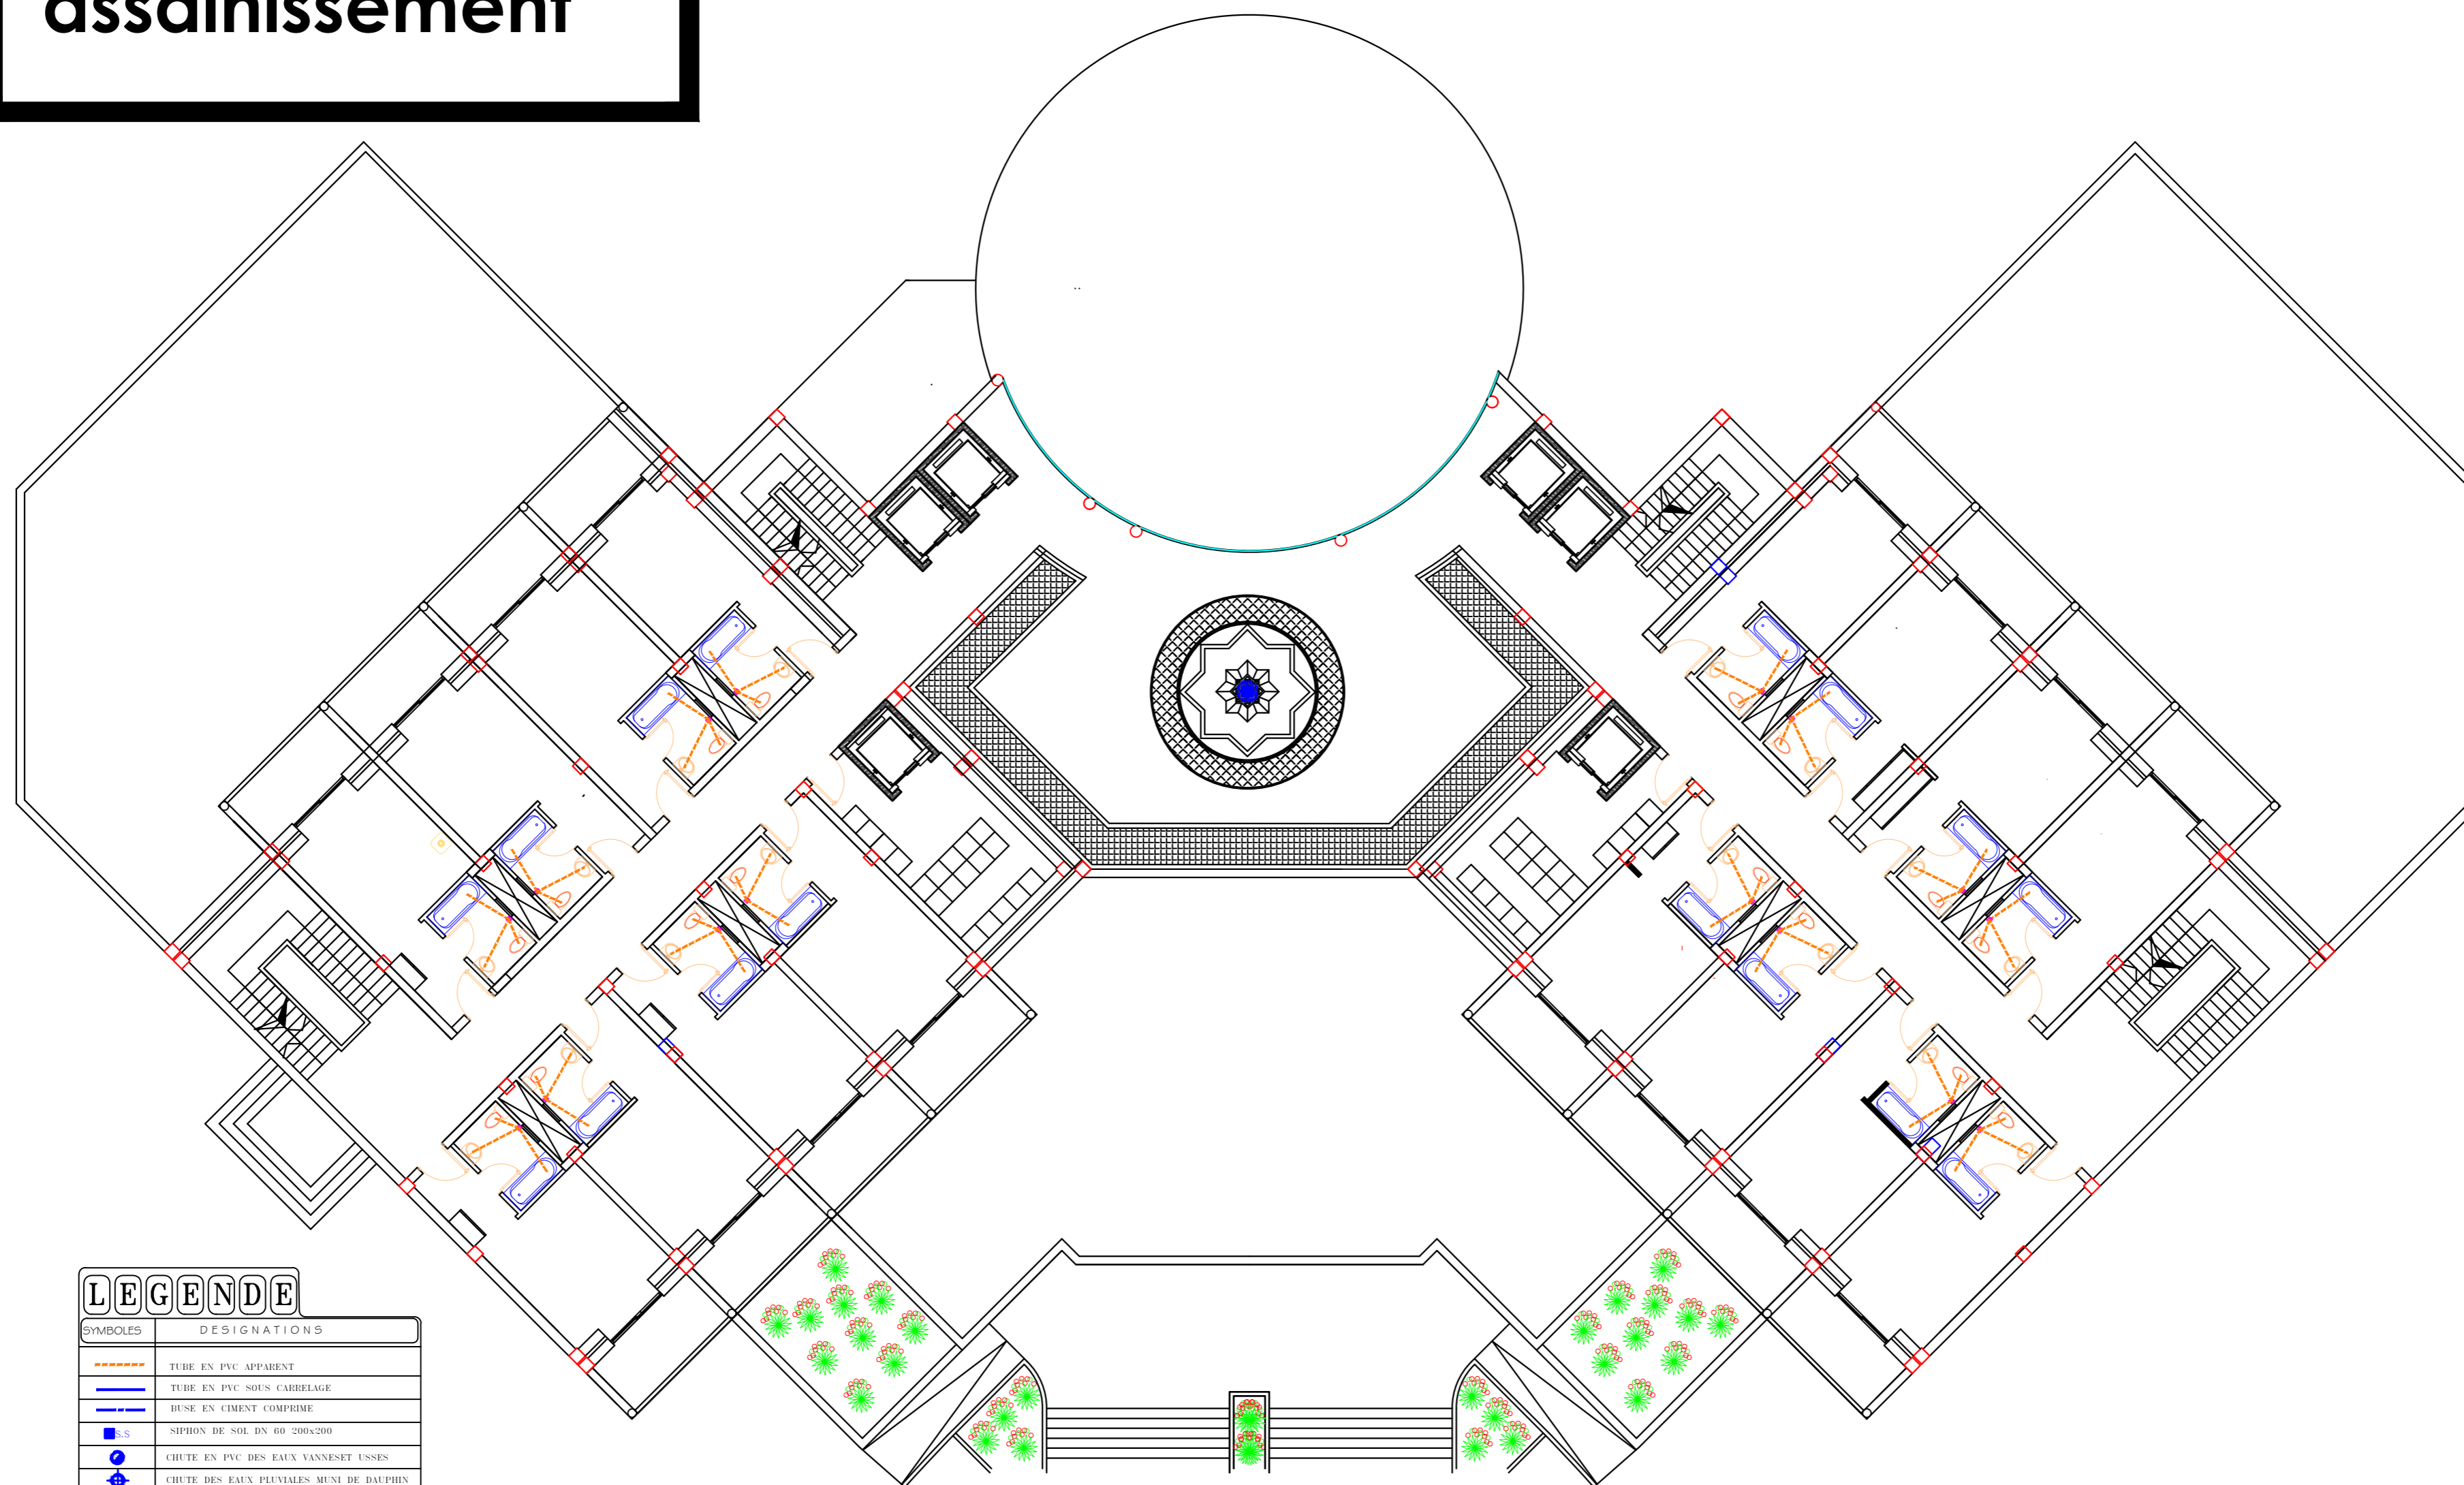 assainissement
LEGENDE
SYMBOLES DESIGNATIONS
TUBE EN PVC APPARENT
TUBE EN PVC SOUS CARRELAGE
BUSE EN CIMENT COMPRIME
S.S SIPHON DE SOL DN 60 200x200
CHUTE EN PVC DES EAUX VANNESET USSES
CHUTE DES EAUX PLUVIALES MUNI DE DAUPHIN